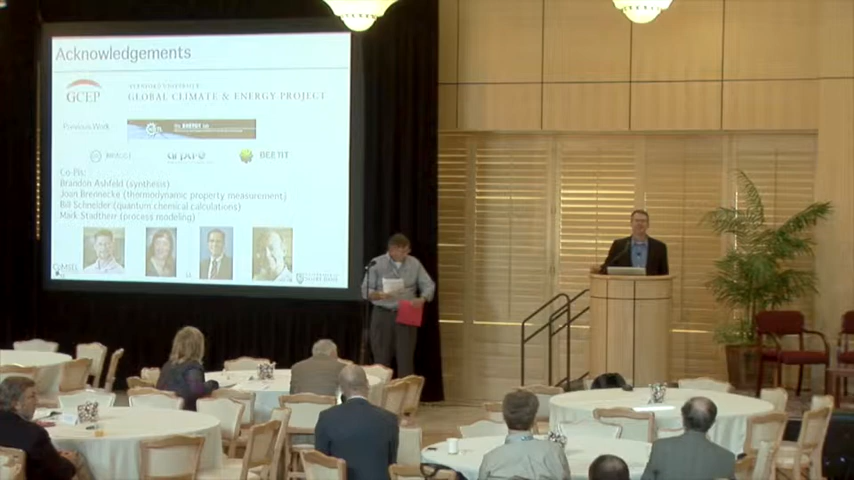 Acknowledgements
GCEP
GLOBAL CLIMATE & ENERGY PROJECT
Previous Work
Co-PIs:
Brandon Ashfeld (synthesis)
Joan Brennecke (thermodynamic property measurement)
Bill Schneider (quantum chemical calculations)
Mark Stadtherr (process modeling)